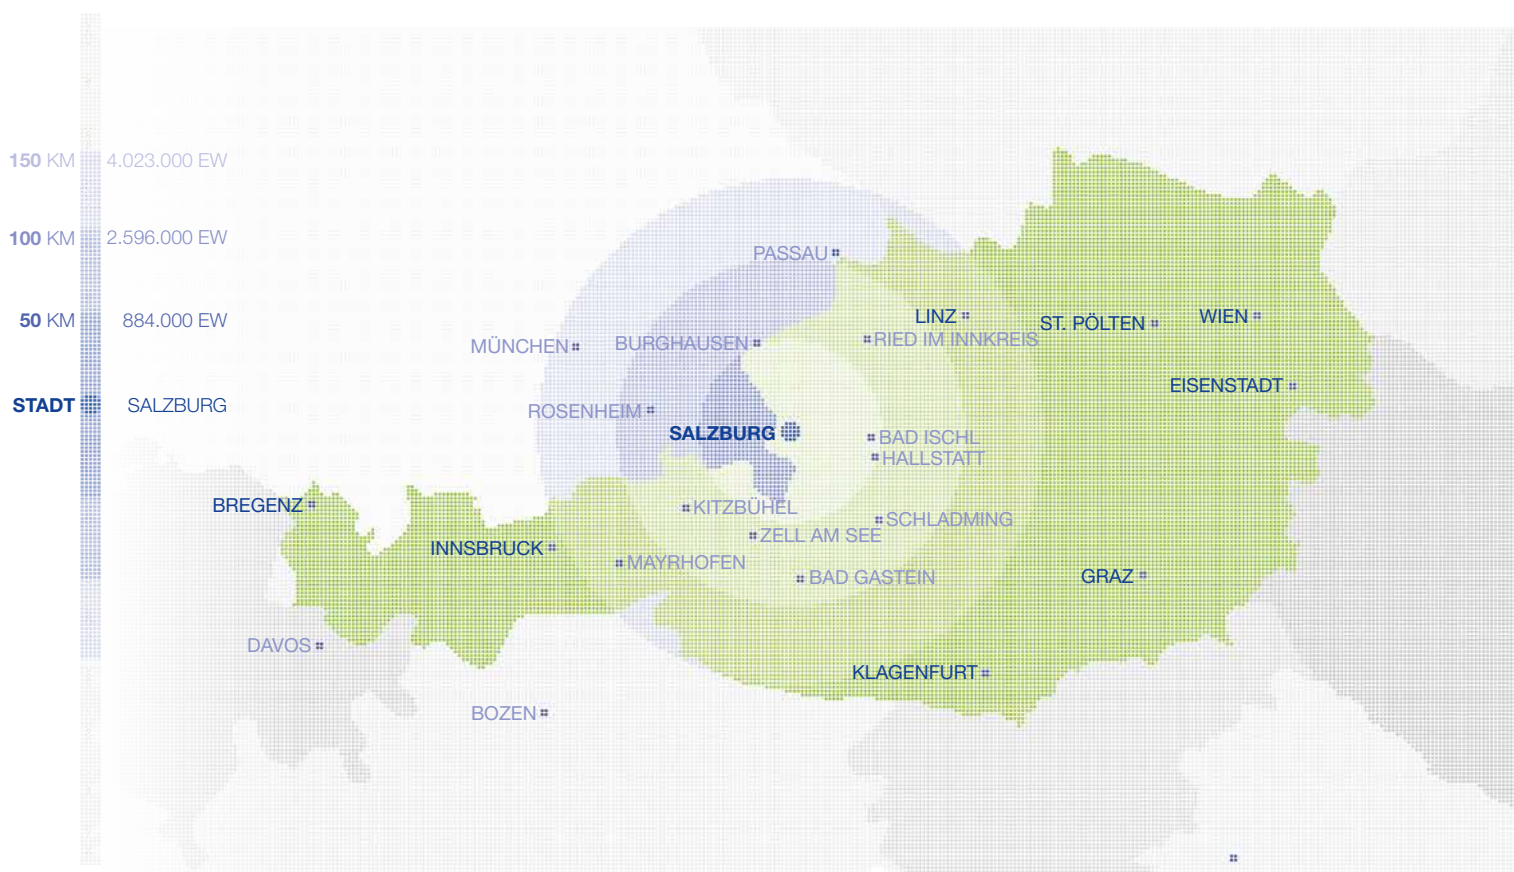 150 KM 4.023.000 EW
100 KM 2.596.000 EW
50 KM 884.000 EW
STADT SALZBURG
PASSAU
LINZ
ST. PÖLTEN
WIEN
MÜNCHEN
BURGHAUSEN
RIED IM INNKREIS
EISENSTADT
ROSENHEIM
SALZBURG
BAD ISCHL
HALLSTATT
BREGENZ
KITZBÜHEL
SCHLADMING
INNSBRUCK
ZELL AM SEE
MAYRHOFEN
BAD GASTEIN
GRAZ
DAVOS
KLAGENFURT
BOZEN